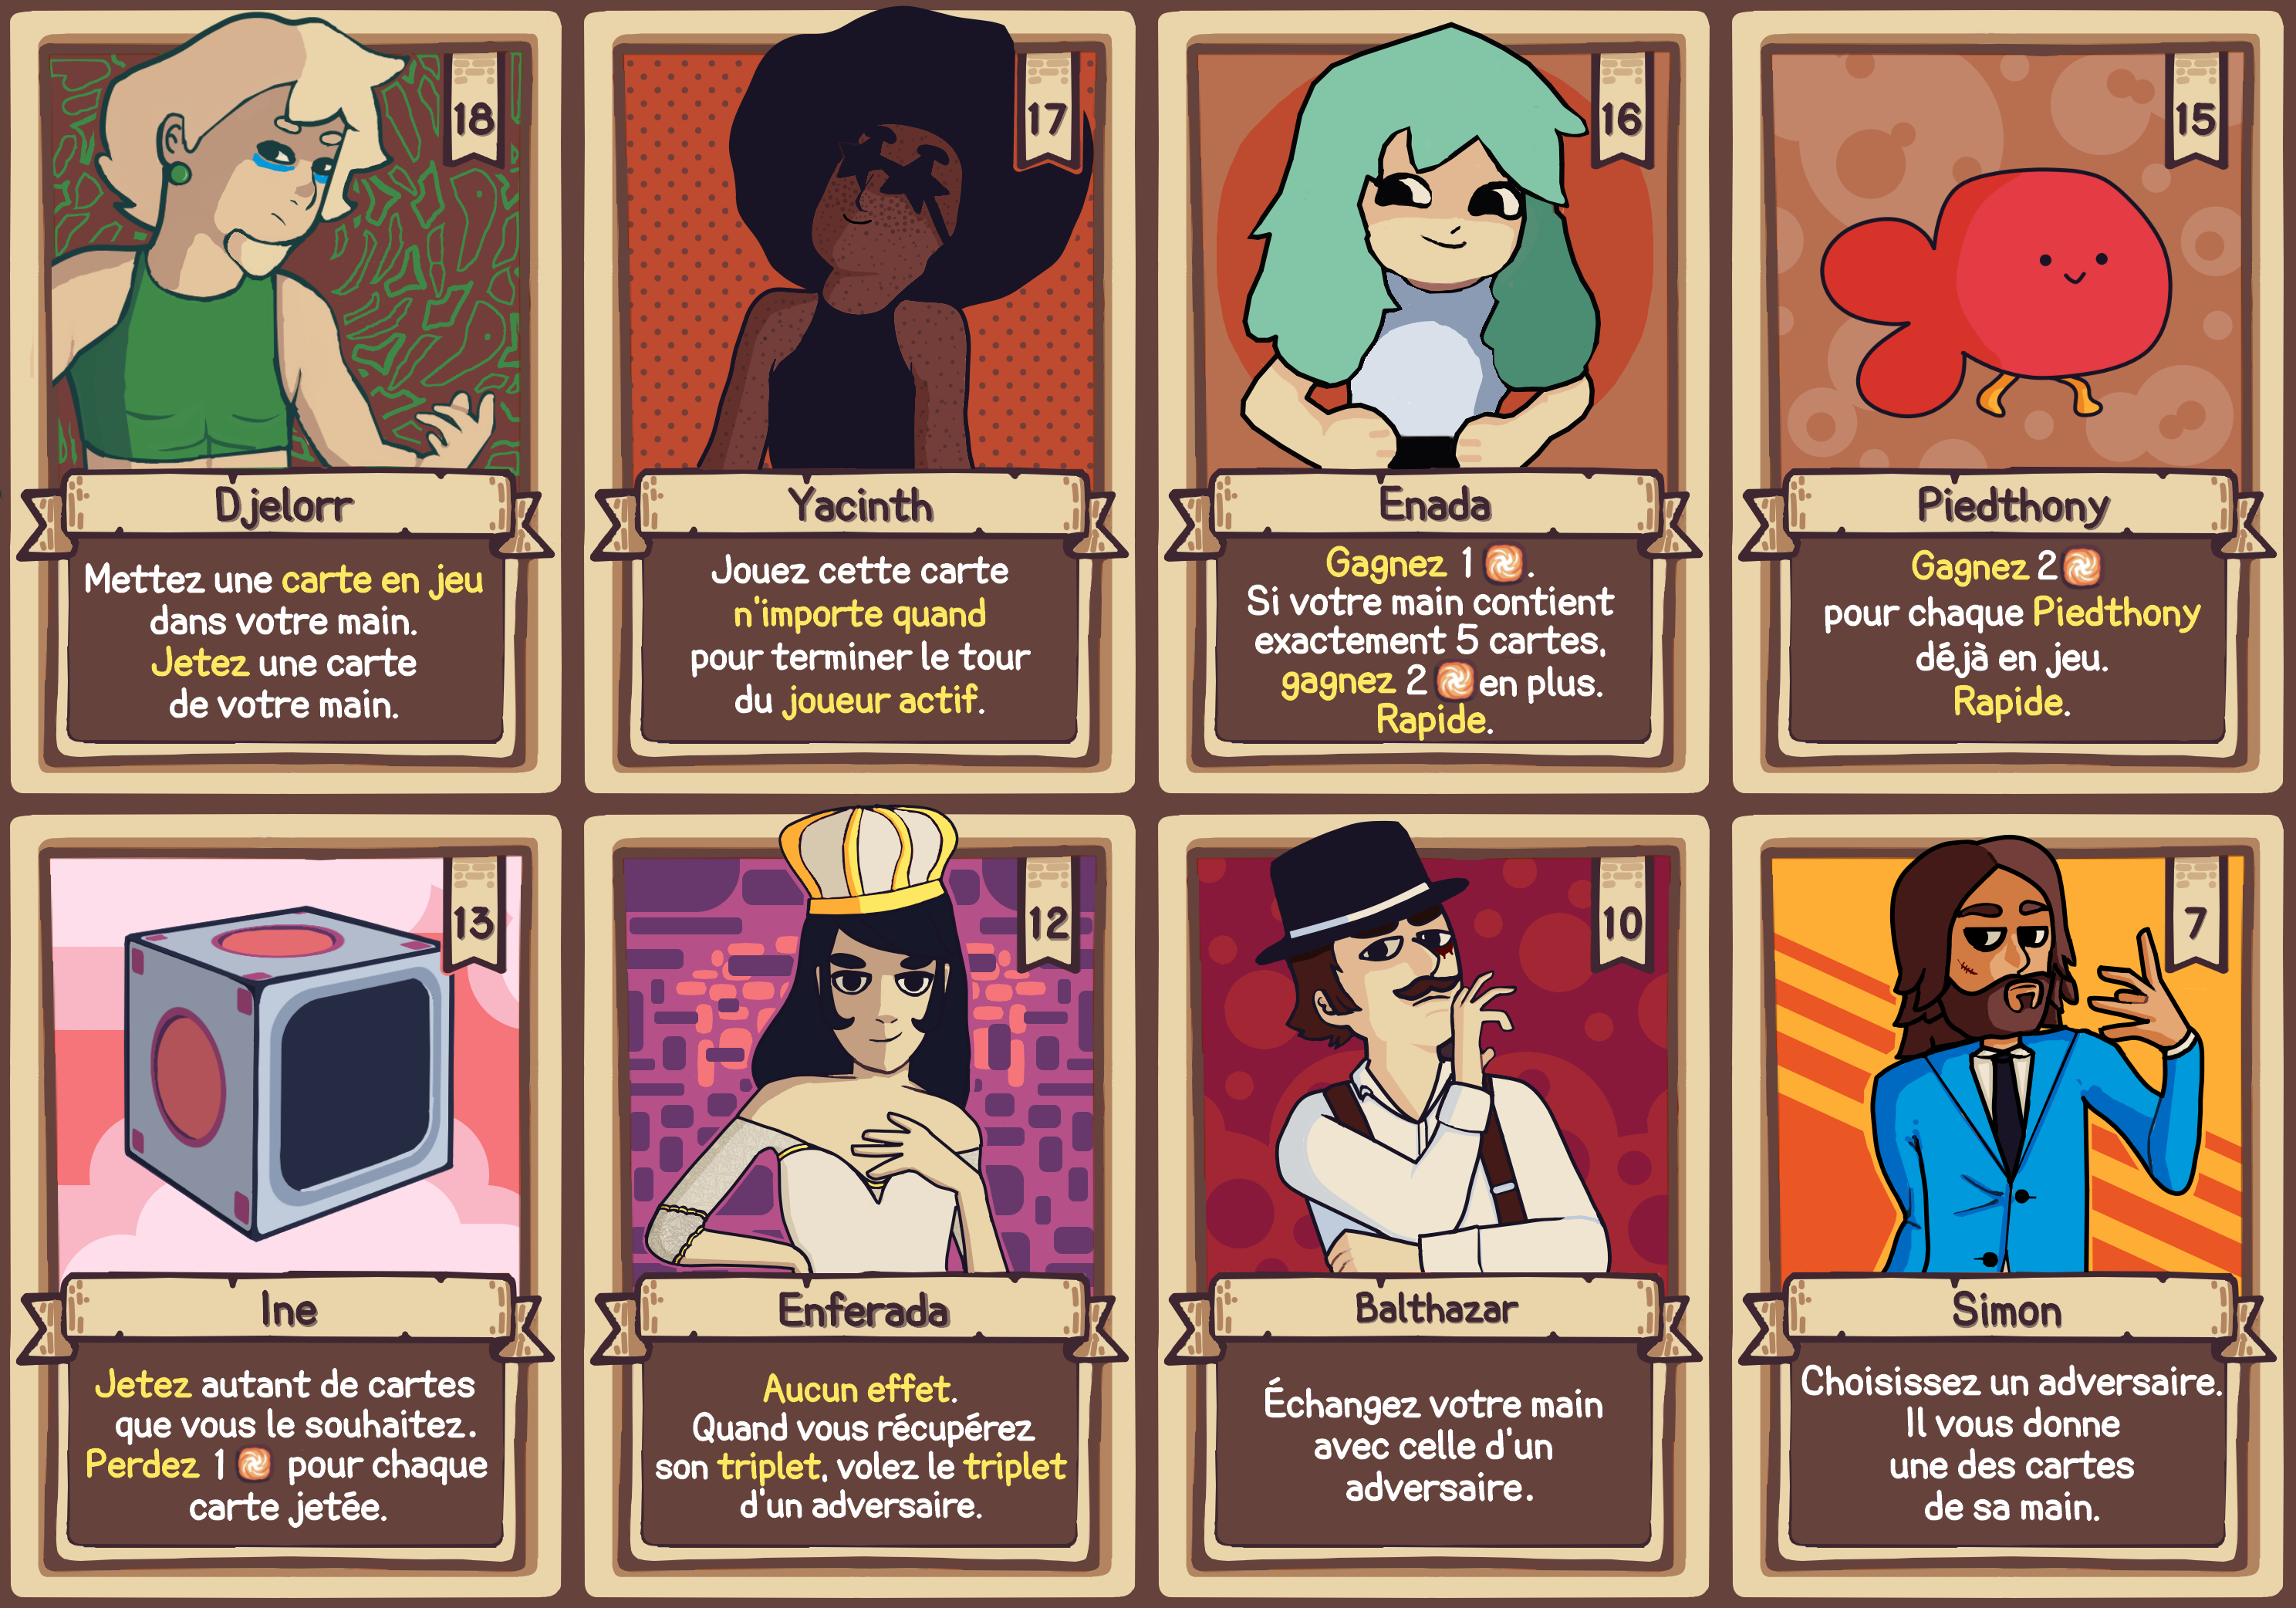 18
Djelorr
Mettez une carte en jeu
dans votre main.
Jetez une carte
de votre main.
17
Yacinth
Jouez cette carte
n'importe quand
pour terminer le tour
du joueur actif.
16
Enada
Gagnez 1 .
Si votre main contient
exactement 5 cartes,
gagnez 2 en plus.
Rapide.
15
Piedthony
Gagnez 2
pour chaque Piedthony
déjà en jeu.
Rapide.
13
Ine
Jetez autant de cartes
que vous le souhaitez.
Perdez 1 pour chaque
carte jetée.
12
Enferada
Aucun effet.
Quand vous récupérez
son triplet, volez le triplet
d'un adversaire.
10
Balthazar
Échangez votre main
avec celle d'un
adversaire.
7
Simon
Choisissez un adversaire.
Il vous donne
une des cartes
de sa main.